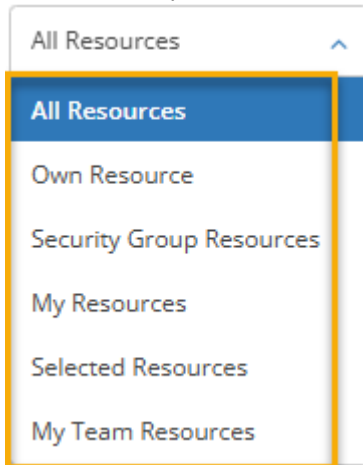 All Resources
All Resources
Own Resource
Security Group Resources
My Resources
Selected Resources
My Team Resources